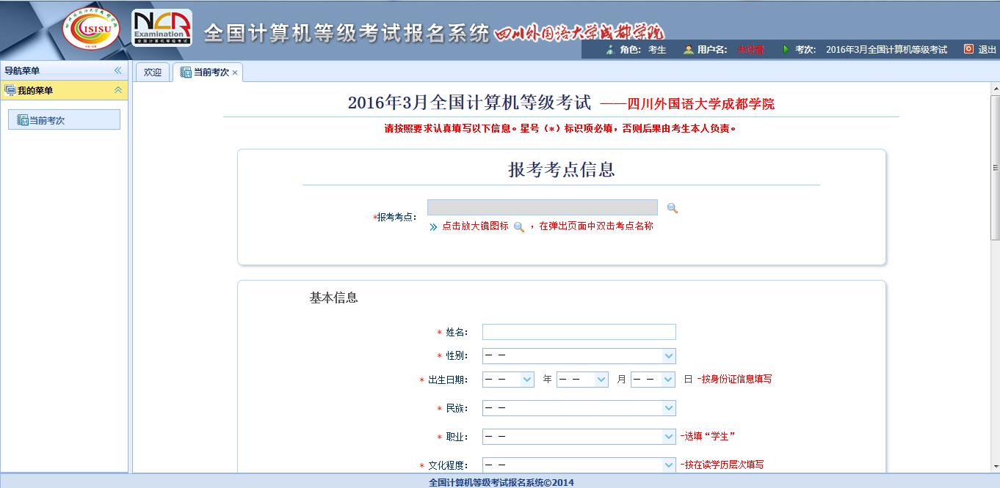 ISISU
NCR
Examination
全国计算机等级考试
全国计算机等级考试报名系统 四川外国语大学成都学院
角色： 考生 用户名： 未设置 考次： 2016年3月全国计算机等级考试 退出
导航菜单
欢迎 当前考次 ×
我的菜单
当前考次
2016年3月全国计算机等级考试 ——四川外国语大学成都学院
请按照要求认真填写以下信息。星号（*）标识项必填，否则后果由考生本人负责。
报考考点信息
*报考考点：
» 点击放大镜图标 ，在弹出页面中双击考点名称
基本信息
* 姓名：
* 性别： — —
* 出生日期： — — 年 — — 月 — — 日 -按身份证信息填写
* 民族： — —
* 职业： — — -选填“学生”
* 文化程度： — — -按在读学历层次填写
全国计算机等级考试报名系统©2014